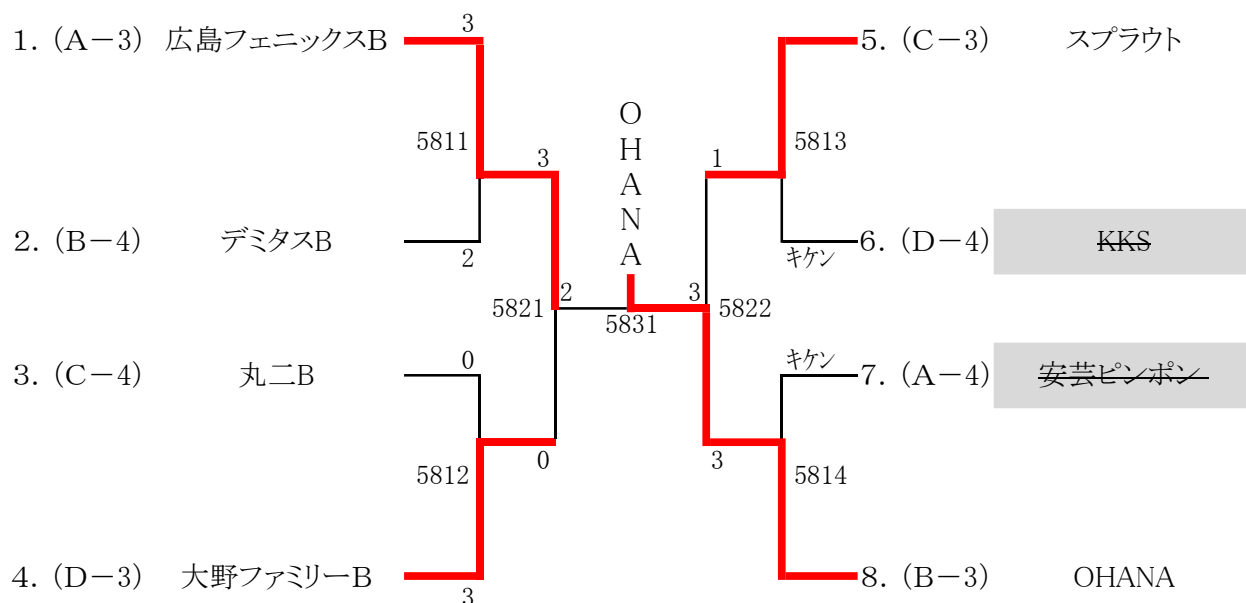 3
1. (A-3) 広島フェニックスB
5. (C-3) スプラウト
OHANA
5811
3
1
5813
2. (B-4) デミタスB
2
キケン
6. (D-4) KKS
5821
2
5831
3
5822
0
キケン
3. (C-4) 丸二B
7. (A-4) 安芸ピンポン
5812
0
3
5814
4. (D-3) 大野ファミリーB
3
8. (B-3) OHANA